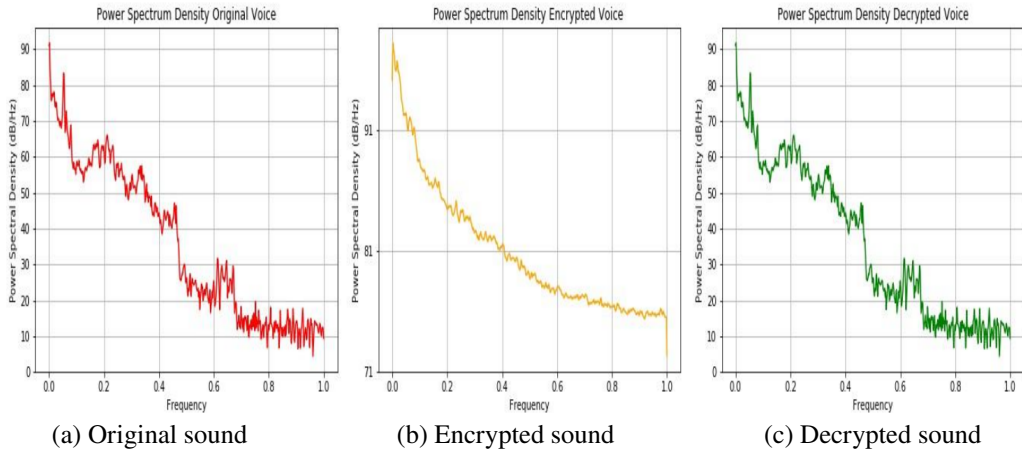 Power Spectrum Density Original Voice
Power Spectral Density (dB/Hz)
90
80
70
60
50
40
30
20
10
0
0.0 0.2 0.4 0.6 0.8 1.0
Frequency
(a) Original sound
Power Spectrum Density Encrypted Voice
Power Spectral Density (dB/Hz)
91
81
71
0.0 0.2 0.4 0.6 0.8 1.0
Frequency
(b) Encrypted sound
Power Spectrum Density Decrypted Voice
Power Spectral Density (dB/Hz)
90
80
70
60
50
40
30
20
10
0
0.0 0.2 0.4 0.6 0.8 1.0
Frequency
(c) Decrypted sound